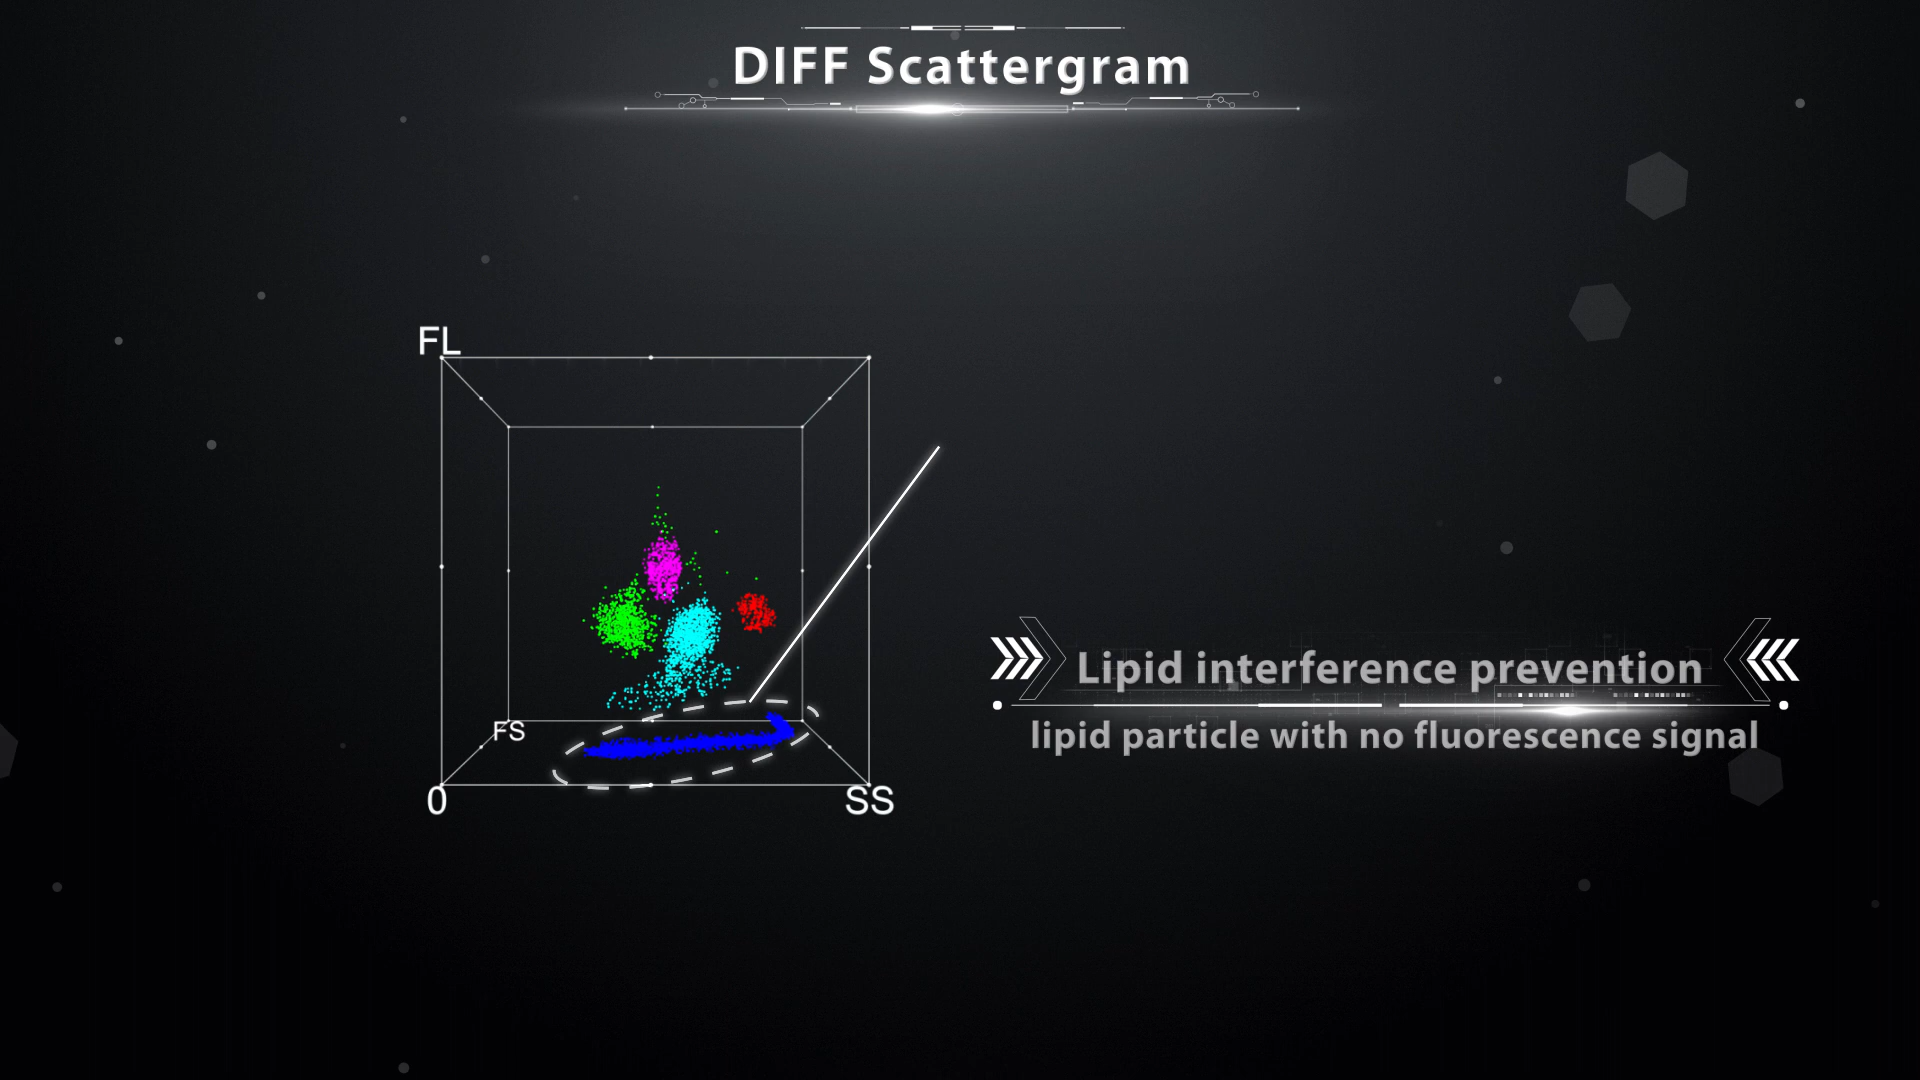 DIFF Scattergram
FL
FS
0
SS
Lipid interference prevention
lipid particle with no fluorescence signal